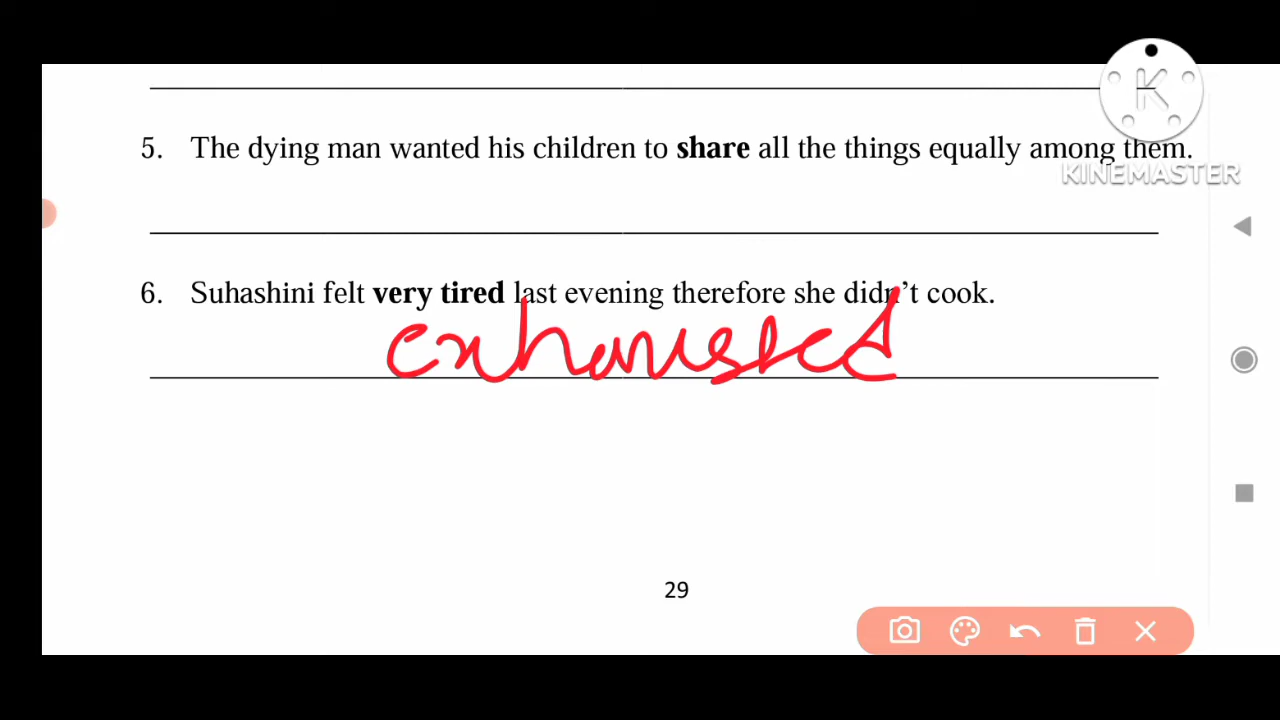 K
KINEMASTER
5. The dying man wanted his children to share all the things equally among them.
6. Suhashini felt very tired last evening therefore she didn't cook.
exhausted
29